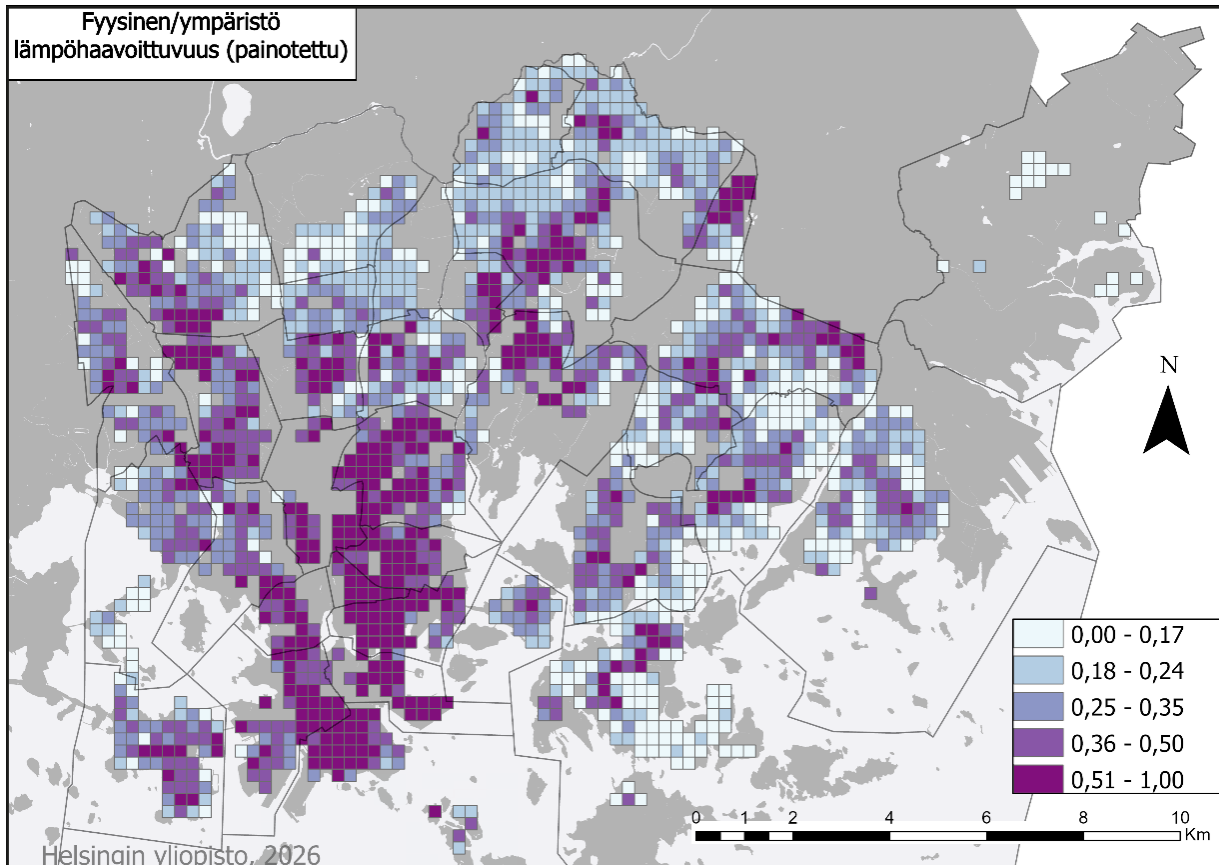 Fyysinen/ympäristö
lämpöhaavoittuvuus (painotettu)
N
0,00 - 0,17
0,18 - 0,24
0,25 - 0,35
0,36 - 0,50
0,51 - 1,00
0 1 2 4 6 8 10
Km
Helsingin yliopisto, 2026